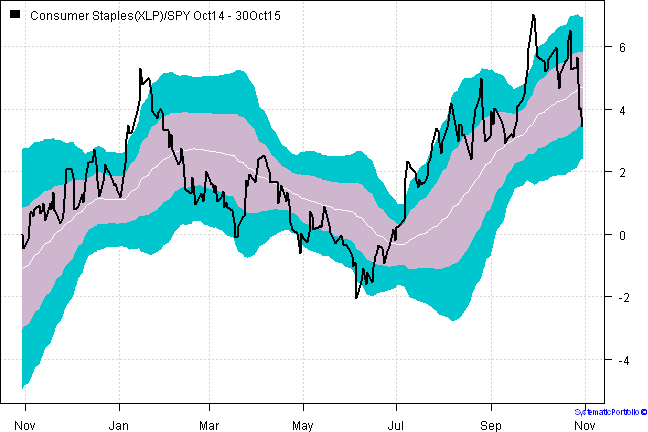 Consumer Staples(XLP)/SPY Oct14 - 30Oct15
6
4
2
0
-2
-4
Nov Jan Mar May Jul Sep Nov
SystematicPortfolio ©